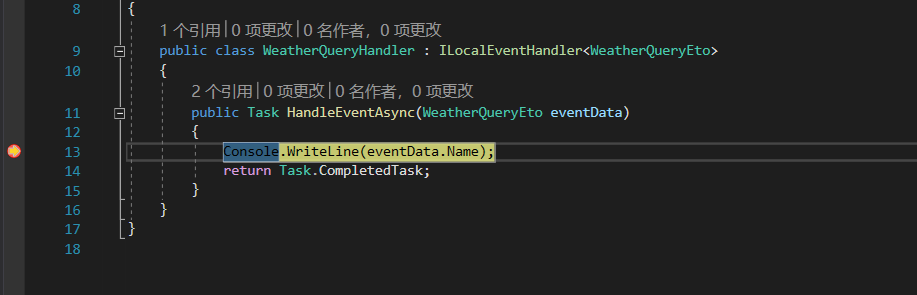 8 {
1 个引用|0 项更改|0 名作者，0 项更改
9 public class WeatherQueryHandler : ILocalEventHandler<WeatherQueryEto>
10 {
2 个引用|0 项更改|0 名作者，0 项更改
11 public Task HandleEventAsync(WeatherQueryEto eventData)
12 {
13 Console.WriteLine(eventData.Name);
14 return Task.CompletedTask;
15 }
16 }
17 }
18